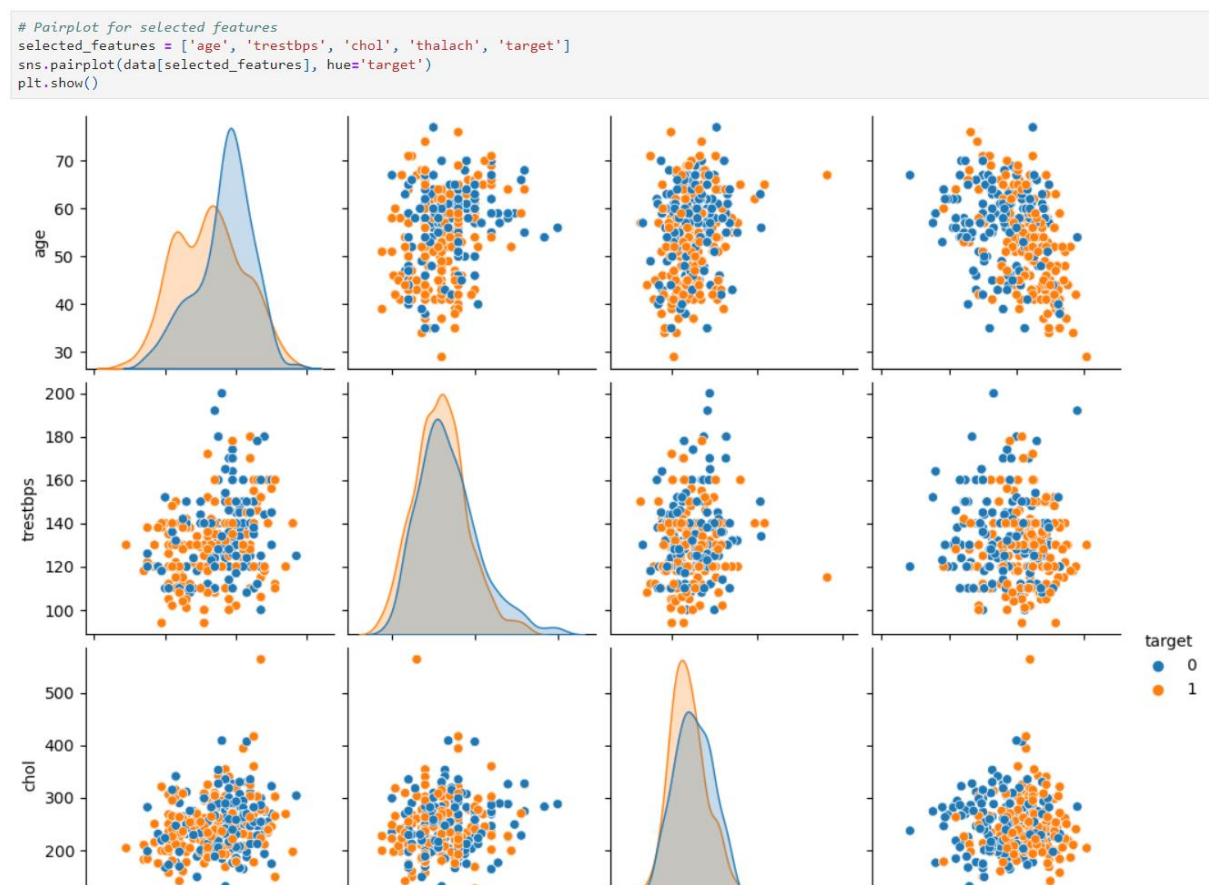 # Pairplot for selected features
selected_features = ['age', 'trestbps', 'chol', 'thalach', 'target']
sns.pairplot(data[selected_features], hue='target')
plt.show()
70
60
50
40
30
age
200
180
160
140
120
100
trestbps
target
0
1
500
400
300
200
chol